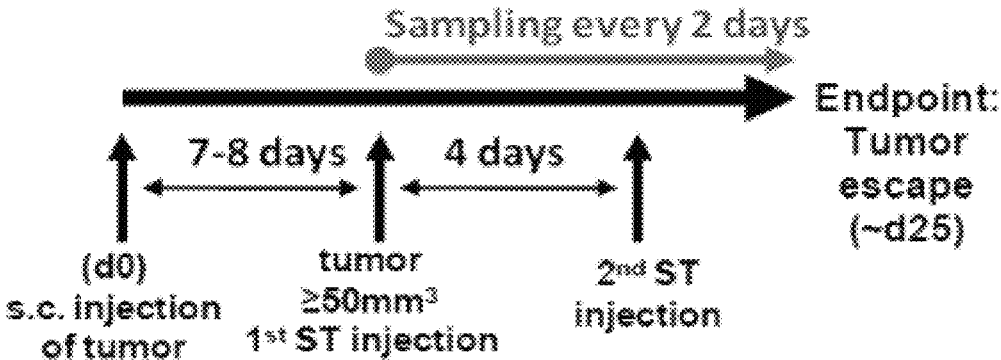 Sampling every 2 days
Endpoint:
Tumor
escape
(~d25)
7-8 days
4 days
(d0)
s.c. injection
of tumor
tumor
≥50mm³
1st ST injection
2nd ST
injection